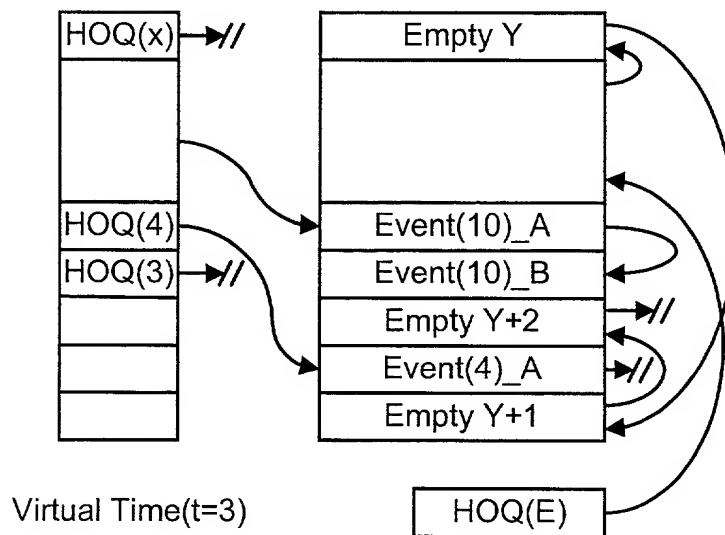 HOQ(x)
Empty Y
HOQ(4)
Event(10)_A
HOQ(3)
Event(10)_B
Empty Y+2
Event(4)_A
Empty Y+1
Virtual Time(t=3)
HOQ(E)